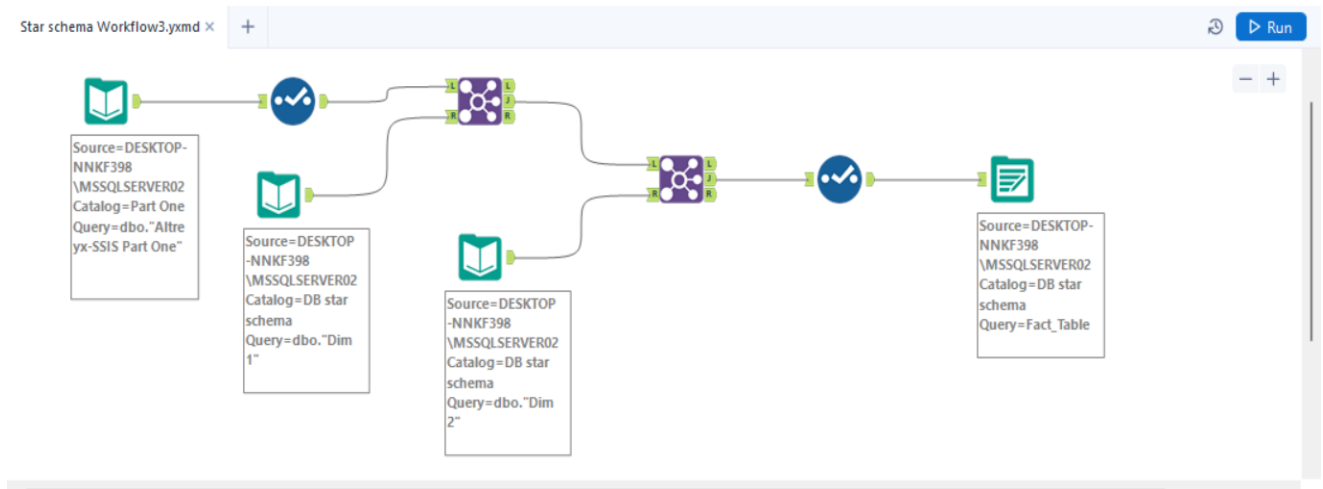 Star schema Workflow3.yxmd ×
+
Run
− +
L
R
L
J
R
Source=DESKTOP-
NNKF398
\MSSQLSERVER02
Catalog=Part One
Query=dbo."Altre
yx-SSIS Part One"
L
R
L
J
R
Source=DESKTOP
-NNKF398
\MSSQLSERVER02
Catalog=DB star
schema
Query=dbo."Dim
1"
Source=DESKTOP
-NNKF398
\MSSQLSERVER02
Catalog=DB star
schema
Query=dbo."Dim
2"
Source=DESKTOP-
NNKF398
\MSSQLSERVER02
Catalog=DB star
schema
Query=Fact_Table